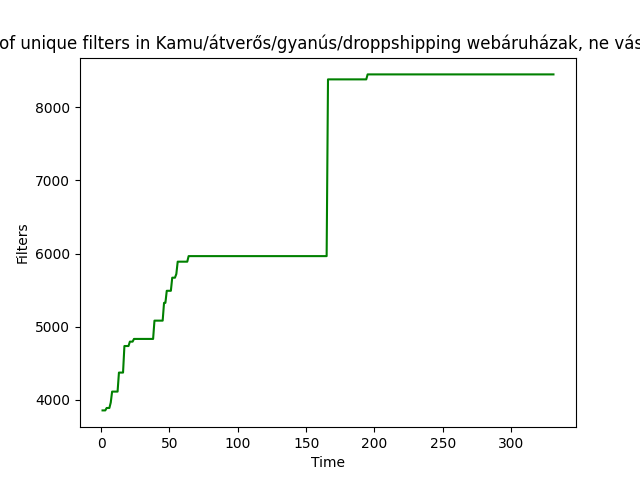 of unique filters in Kamu/átverős/gyanús/droppshipping webáruházak, ne vás
8000
7000
6000
5000
4000
Filters
0 50 100 150 200 250 300
Time